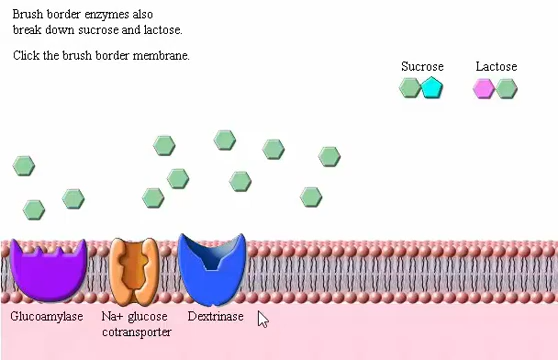 Brush border enzymes also
break down sucrose and lactose.
Click the brush border membrane.
Sucrose
Lactose
Glucoamylase
Na+ glucose
cotransporter
Dextrinase